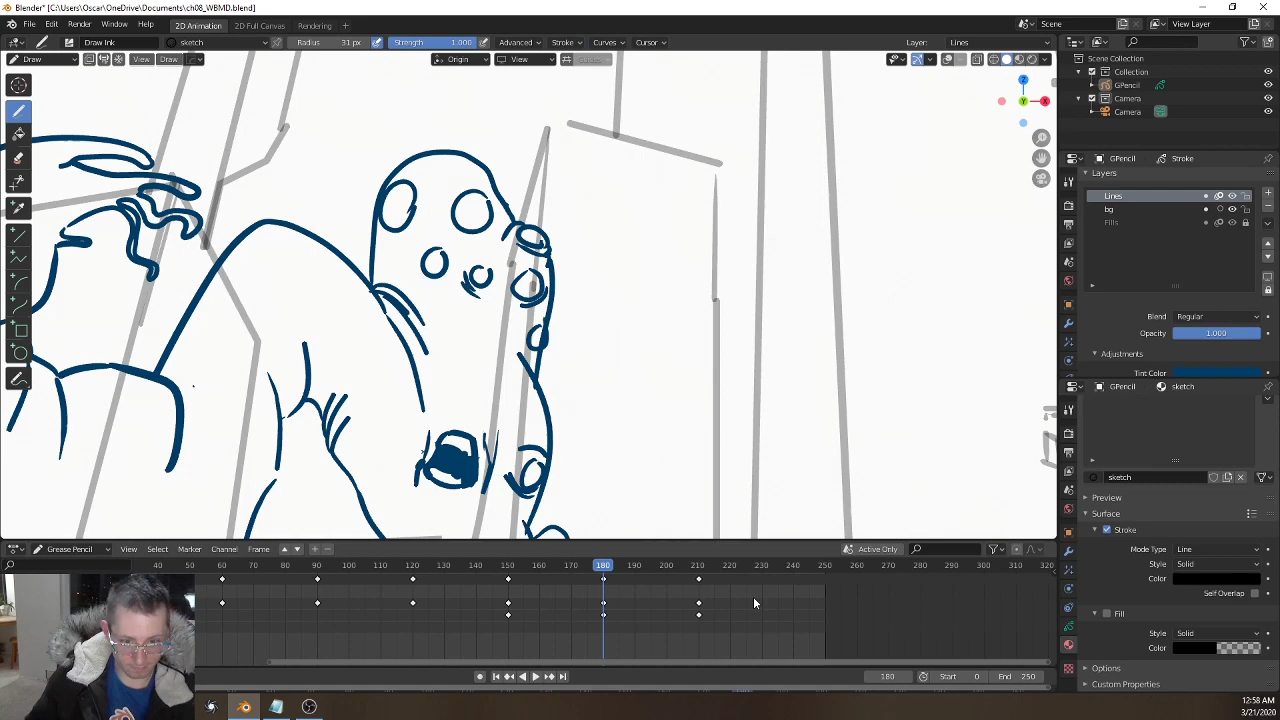 Blender* [C:\Users\Oscar\OneDrive\Documents\ch08_WBMD.blend]
File Edit Render Window Help 2D Animation 2D Full Canvas Rendering Scene View Layer
Draw Ink sketch Radius 31 px Strength 1.000 Advanced Stroke Curves Cursor Layer: Lines
Draw View Draw Origin View Guides
Scene Collection
Collection
GPencil
Camera
Camera
Z
Y X
GPencil Stroke
Layers
Lines
bg
Fills
Blend Regular
Opacity 1.000
Adjustments
Tint Color
GPencil sketch
sketch
Preview
Surface
Stroke
Mode Type Line
Style Solid
Color
Self Overlap
Fill
Style Solid
Color
Options
Custom Properties
Grease Pencil View Select Marker Channel Frame Active Only
40 60 70 80 90 100 110 120 130 140 150 160 170 180 190 200 210 220 230 240 250 260 270 280 290 300 310 320
180 Start 0 End 250
12:58 AM
3/21/2020